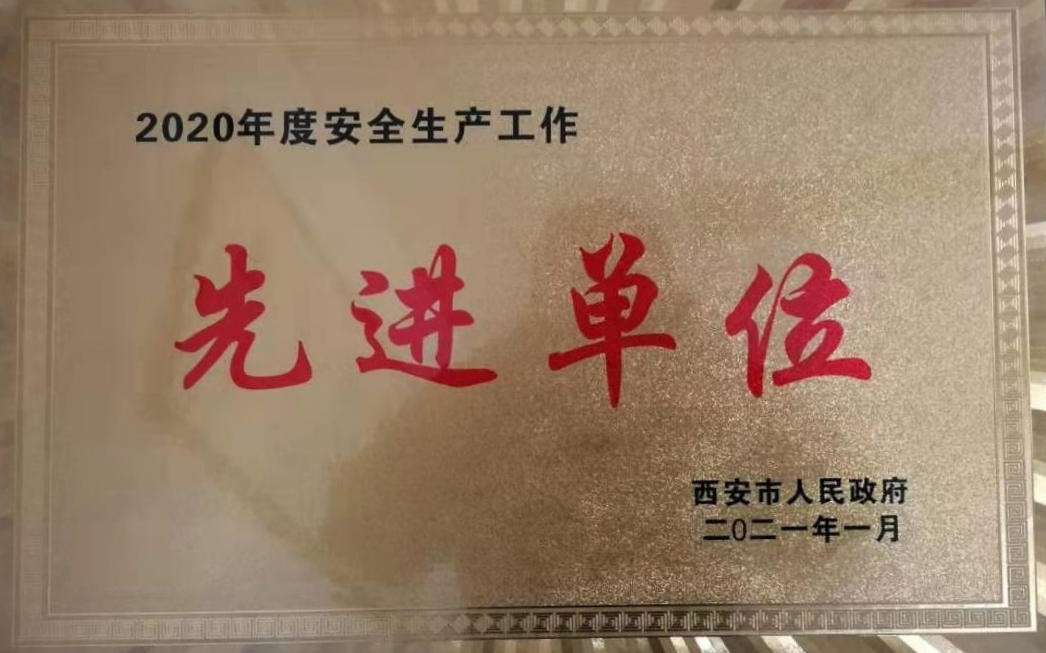 2020年度安全生产工作
先进单位
西安市人民政府
二〇二一年一月